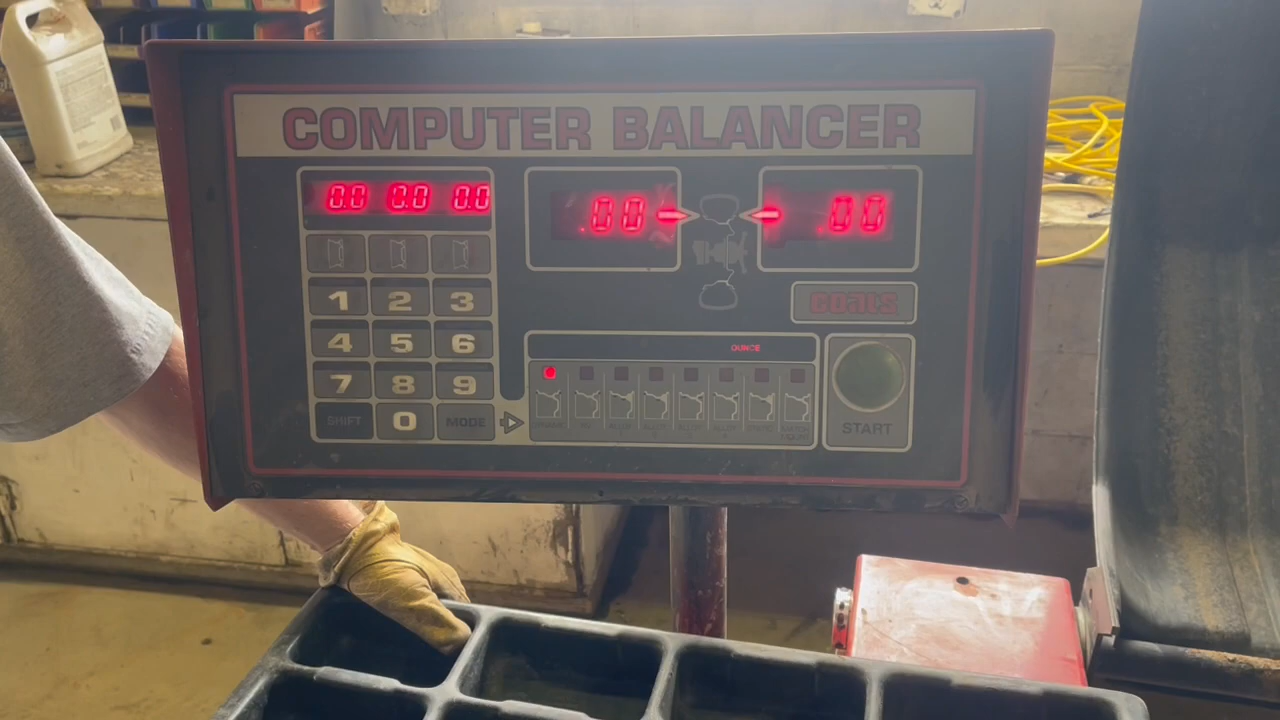 COMPUTER BALANCER
0.0 0.0 0.0
.00
.00
1 2 3
4 5 6
7 8 9
SHIFT 0 MODE
GOALS
OUNCE
START